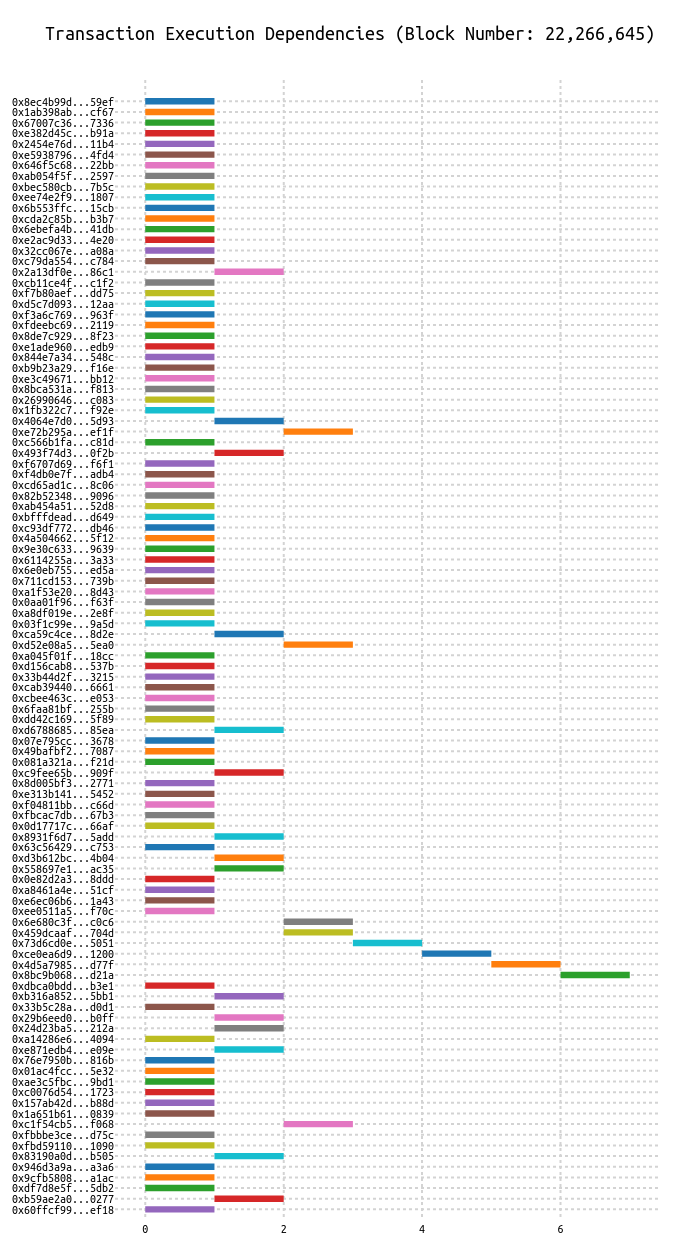 Transaction Execution Dependencies (Block Number: 22,266,645)
0x8ec4b99d...59ef
0x1ab398ab...cf67
0x67007c36...7336
0xe382d45c...b91a
0x2454e76d...11b4
0xe5938796...4fd4
0x646f5c68...22bb
0xab054f5f...2597
0xbec580cb...7b5c
0xee74e2f9...1807
0x6b553ffc...15cb
0xcda2c85b...b3b7
0x6ebefa4b...41db
0xe2ac9d33...4e20
0x32cc067e...a08a
0xc79da554...c784
0x2a13df0e...86c1
0xcb11ce4f...c1f2
0xf7b80aef...dd75
0xd5c7d093...12aa
0xf3a6c769...963f
0xfdeebc69...2119
0x8de7c929...8f23
0xe1ade960...edb9
0x844e7a34...548c
0xb9b23a29...f16e
0xe3c49671...bb12
0x8bca531a...f813
0x26990646...c083
0x1fb322c7...f92e
0x4064e7d0...5d93
0xe72b295a...ef1f
0xc566b1fa...c81d
0x493f74d3...0f2b
0xf6707d69...f6f1
0xf4db0e7f...adb4
0xcd65ad1c...8c06
0x82b52348...9096
0xab454a51...52d8
0xbfffdead...d649
0xc93df772...db46
0x4a504662...5f12
0x9e30c633...9639
0x6114255a...3a33
0x6e0eb755...ed5a
0x711cd153...739b
0xa1f53e20...8d43
0x0aa01f96...f63f
0xa8df019e...2e8f
0x03f1c99e...9a5d
0xca59c4ce...8d2e
0xd52e08a5...5ea0
0xa045f01f...18cc
0xd156cab8...537b
0x33b44d2f...3215
0xcab39440...6661
0xcbee463c...e053
0x6faa81bf...255b
0xdd42c169...5f89
0xd6788685...85ea
0x07e795cc...3678
0x49bafbf2...7087
0x081a321a...f21d
0xc9fee65b...909f
0x8d005bf3...2771
0xe313b141...5452
0xf04811bb...c66d
0xfbcac7db...67b3
0x0d17717c...66af
0x8931f6d7...5add
0x63c56429...c753
0xd3b612bc...4b04
0x558697e1...ac35
0x0e82d2a3...8ddd
0xa8461a4e...51cf
0xe6ec06b6...1a43
0xee0511a5...f70c
0x6e680c3f...c0c6
0x459dcaaf...704d
0x73d6cd0e...5051
0xce0ea6d9...1200
0x4d5a7985...d77f
0x8bc9b068...d21a
0xdbca0bdd...b3e1
0xb316a852...5bb1
0x33b5c28a...d0d1
0x29b6eed0...b0ff
0x24d23ba5...212a
0xa14286e6...4094
0xe871edb4...e09e
0x76e7950b...816b
0x01ac4fcc...5e32
0xae3c5fbc...9bd1
0xc0076d54...1723
0x157ab42d...b88d
0x1a651b61...0839
0xc1f54cb5...f068
0xfbbbe3ce...d75c
0xfbd59110...1090
0x83190a0d...b505
0x946d3a9a...a3a6
0x9cfb5808...a1ac
0xdf7d8e5f...5db2
0xb59ae2a0...0277
0x60ffcf99...ef18
0 2 4 6